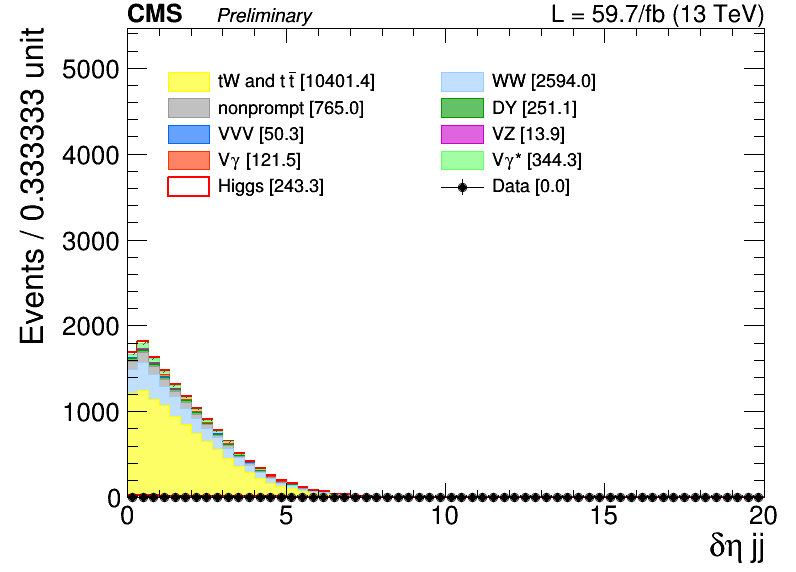 CMS Preliminary L = 59.7/fb (13 TeV)
Events / 0.333333 unit
5000
4000
3000
2000
1000
0
tW and tt̅ [10401.4]
WW [2594.0]
nonprompt [765.0]
DY [251.1]
VVV [50.3]
VZ [13.9]
Vγ [121.5]
Vγ* [344.3]
Higgs [243.3]
Data [0.0]
0 5 10 15 20
δη jj